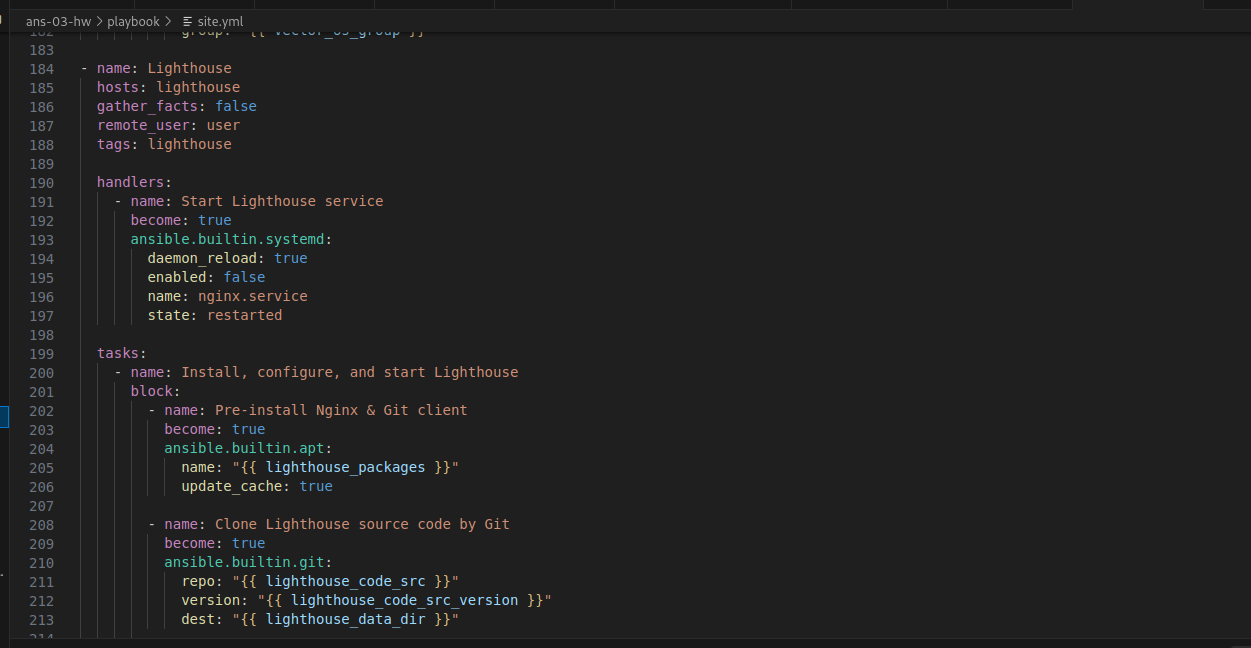 ans-03-hw > playbook > site.yml
182 group: "{{ vector_os_group }}"
183
184 - name: Lighthouse
185 hosts: lighthouse
186 gather_facts: false
187 remote_user: user
188 tags: lighthouse
189
190 handlers:
191 - name: Start Lighthouse service
192 become: true
193 ansible.builtin.systemd:
194 daemon_reload: true
195 enabled: false
196 name: nginx.service
197 state: restarted
198
199 tasks:
200 - name: Install, configure, and start Lighthouse
201 block:
202 - name: Pre-install Nginx & Git client
203 become: true
204 ansible.builtin.apt:
205 name: "{{ lighthouse_packages }}"
206 update_cache: true
207
208 - name: Clone Lighthouse source code by Git
209 become: true
210 ansible.builtin.git:
211 repo: "{{ lighthouse_code_src }}"
212 version: "{{ lighthouse_code_src_version }}"
213 dest: "{{ lighthouse_data_dir }}"
214